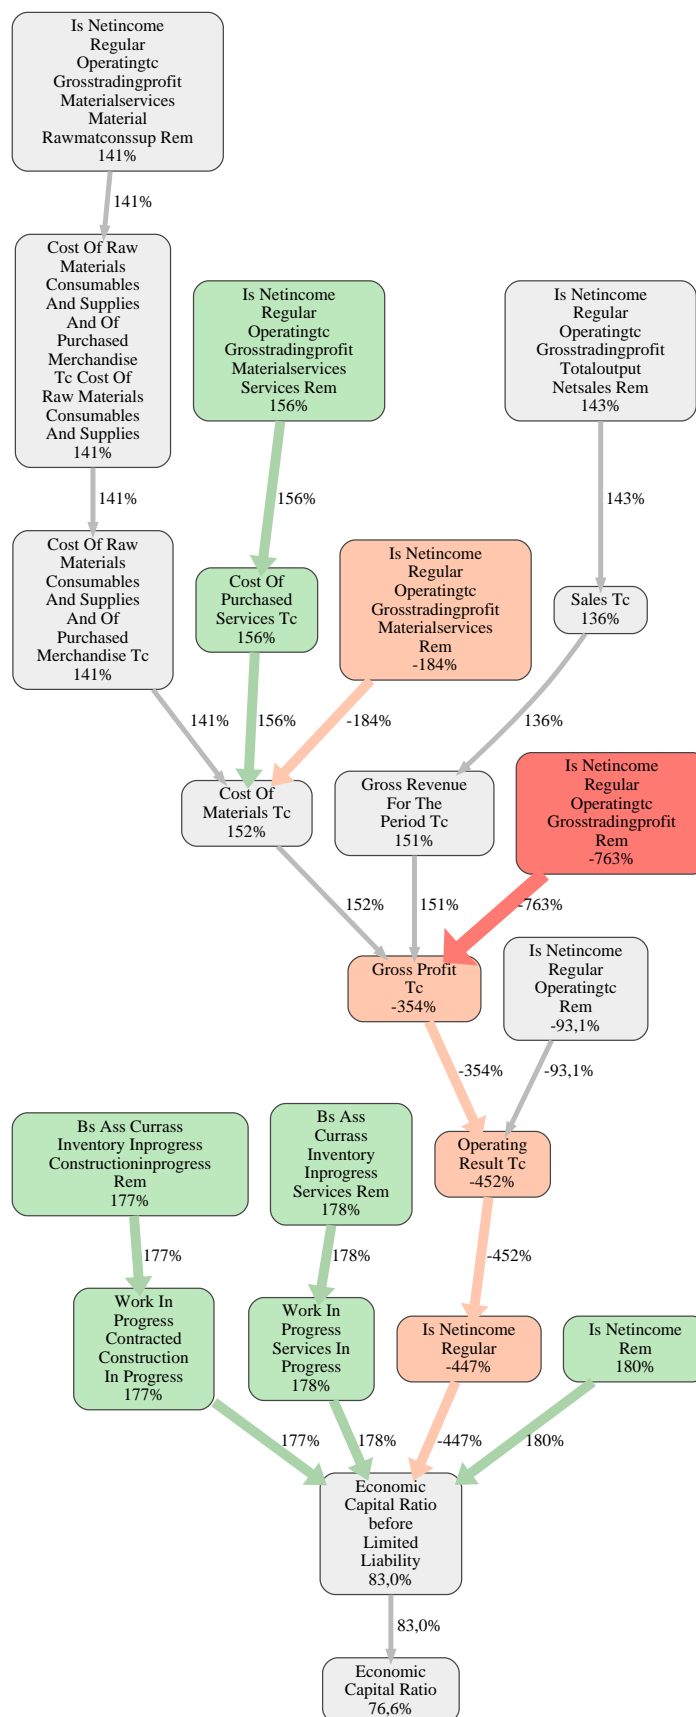 Is Netincome
Regular
Operatingtc
Grosstradingprofit
Materialservices
Material
Rawmatconssup Rem
141%
141%
Cost Of Raw
Materials
Consumables
And Supplies
And Of
Purchased
Merchandise
Tc Cost Of
Raw Materials
Consumables
And Supplies
141%
Is Netincome
Regular
Operatingtc
Grosstradingprofit
Materialservices
Services Rem
156%
Is Netincome
Regular
Operatingtc
Grosstradingprofit
Totaloutput
Netsales Rem
143%
141%
156%
143%
Cost Of Raw
Materials
Consumables
And Supplies
And Of
Purchased
Merchandise Tc
141%
Cost Of
Purchased
Services Tc
156%
Is Netincome
Regular
Operatingtc
Grosstradingprofit
Materialservices
Rem
-184%
Sales Tc
136%
141%
156%
-184%
136%
Cost Of
Materials Tc
152%
Gross Revenue
For The
Period Tc
151%
Is Netincome
Regular
Operatingtc
Grosstradingprofit
Rem
-763%
152%
151%
-763%
Gross Profit
Tc
-354%
Is Netincome
Regular
Operatingtc
Rem
-93,1%
-354%
-93,1%
Bs Ass Currass
Inventory Inprogress
Constructioninprogress
Rem
177%
Bs Ass
Currass
Inventory
Inprogress
Services Rem
178%
Operating
Result Tc
-452%
177%
178%
-452%
Work In
Progress
Contracted
Construction
In Progress
177%
Work In
Progress
Services In
Progress
178%
Is Netincome
Regular
-447%
Is Netincome
Rem
180%
177%
178%
-447%
180%
Economic
Capital Ratio
before
Limited
Liability
83,0%
83,0%
Economic
Capital Ratio
76,6%